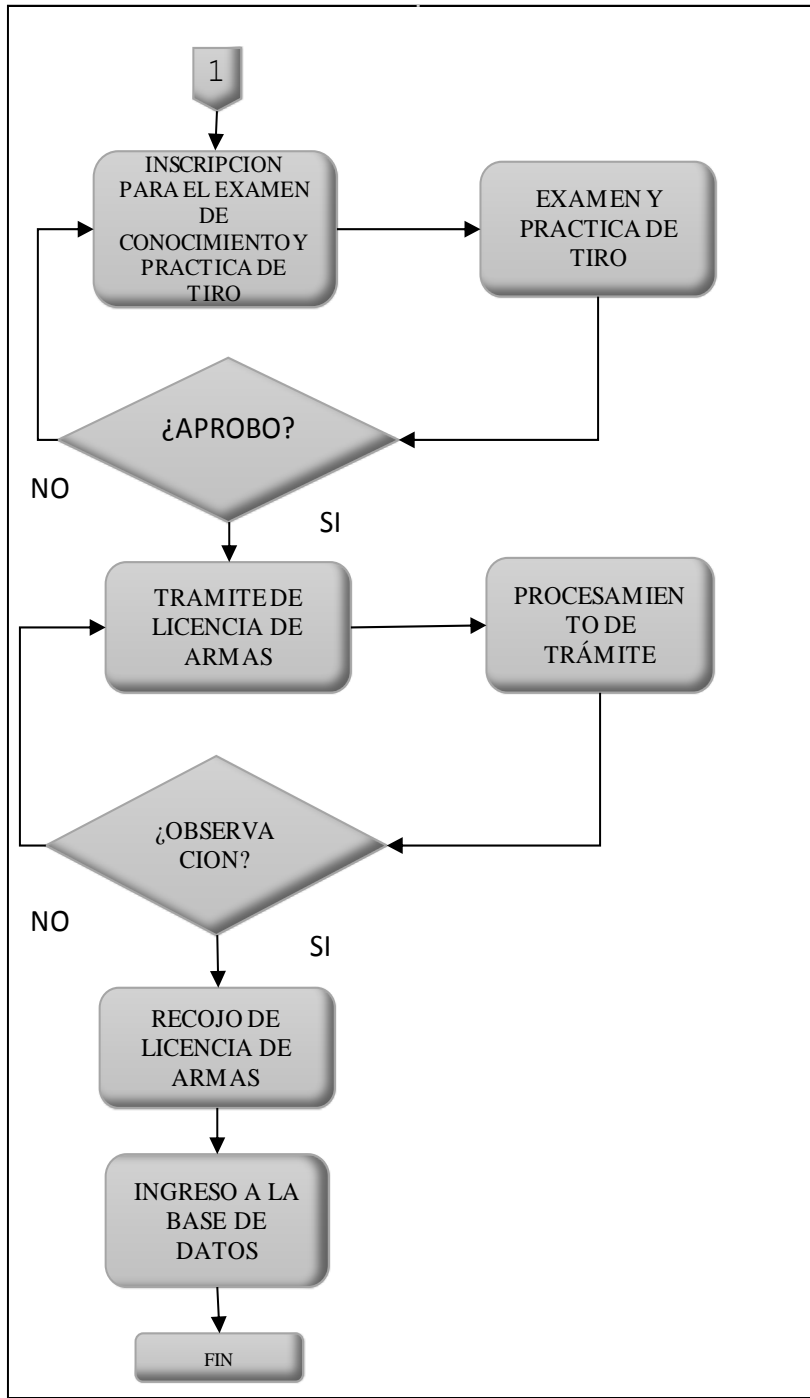 1
INSCRIPCION
PARA EL EXAMEN
DE
CONOCIMIENTO Y
PRACTICA DE
TIRO
EXAMEN Y
PRACTICA DE
TIRO
¿APROBO?
NO
SI
TRAMITE DE
LICENCIA DE
ARMAS
PROCESAMIEN
TO DE
TRÁMITE
¿OBSERVA
CION?
NO
SI
RECOJO DE
LICENCIA DE
ARMAS
INGRESO A LA
BASE DE
DATOS
FIN